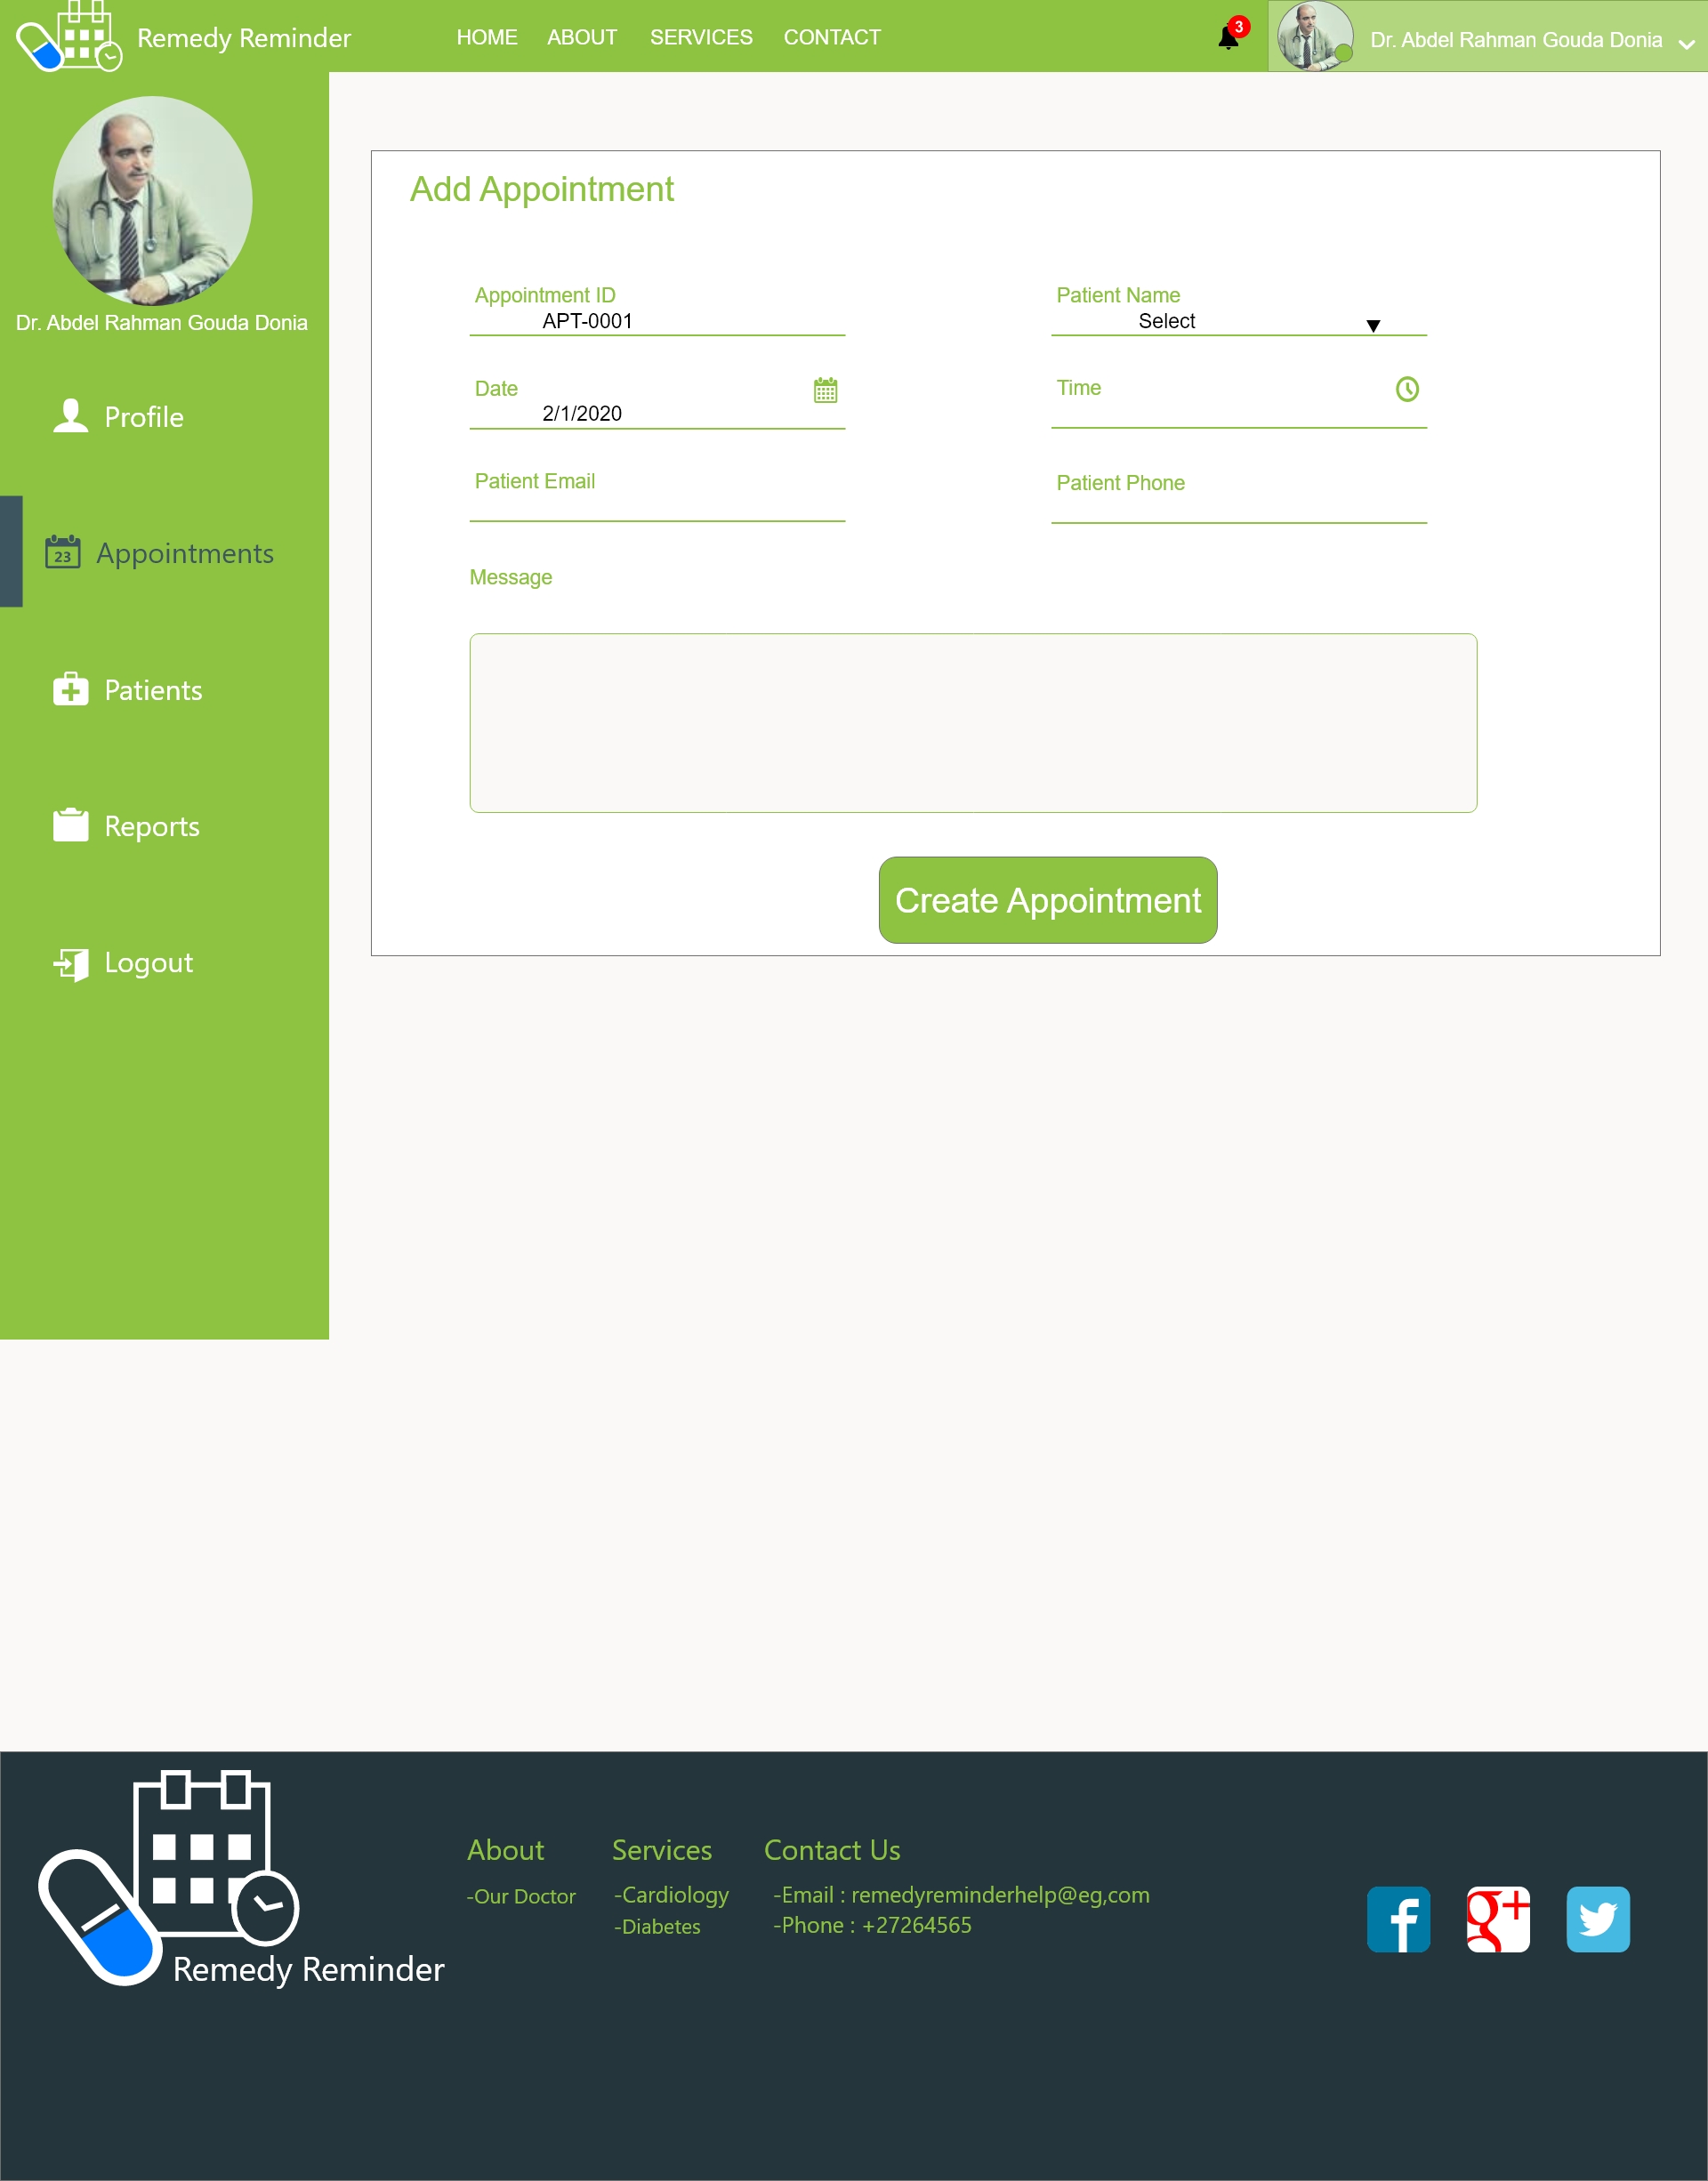 Remedy Reminder
HOME ABOUT SERVICES CONTACT
3
Dr. Abdel Rahman Gouda Donia
Dr. Abdel Rahman Gouda Donia
Profile
23 Appointments
Patients
Reports
Logout
Add Appointment
Appointment ID
APT-0001
Patient Name
Select
Date
2/1/2020
Time
Patient Email
Patient Phone
Message
Create Appointment
Remedy Reminder
About
-Our Doctor
Services
-Cardiology
-Diabetes
Contact Us
-Email : remedyreminderhelp@eg,com
-Phone : +27264565
f
g+